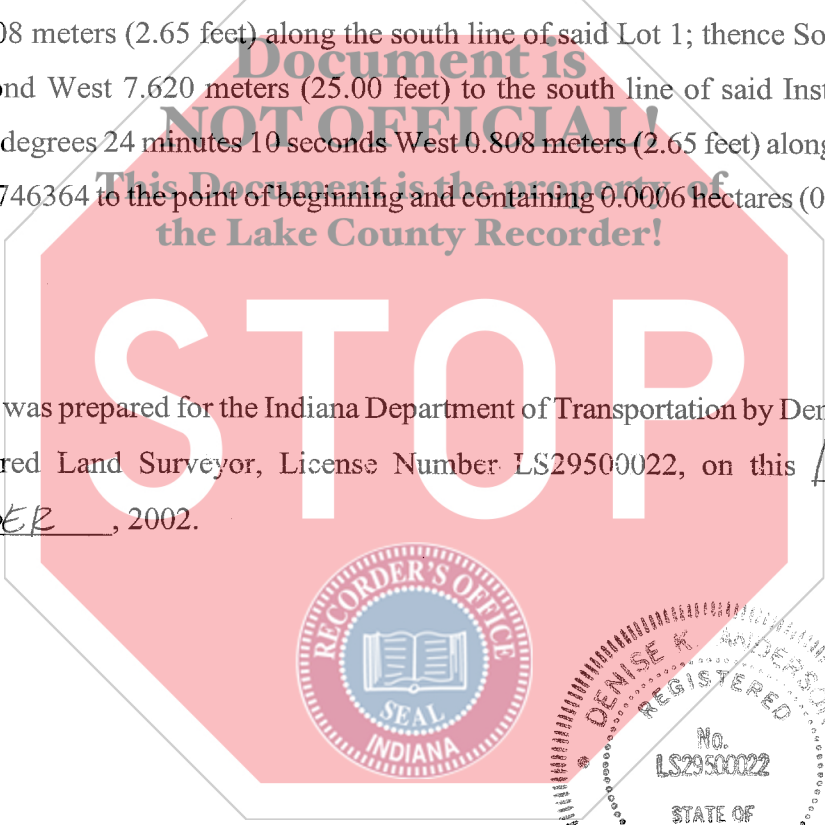 08 meters (2.65 feet) along the south line of said Lot 1; thence So
Document is
nd West 7.620 meters (25.00 feet) to the south line of said Inst
NOT OFFICIAL!
degrees 24 minutes 10 seconds West 0.808 meters (2.65 feet) along
This Document is the property of
746364 to the point of beginning and containing 0.0006 hectares (0
the Lake County Recorder!
STOP
was prepared for the Indiana Department of Transportation by Den
red Land Surveyor, License Number LS29500022, on this
ER, 2002.
RECORDER'S OFFICE
SEAL
INDIANA
DENISE K. ANDERSO
REGISTERED
No.
LS29500022
STATE OF